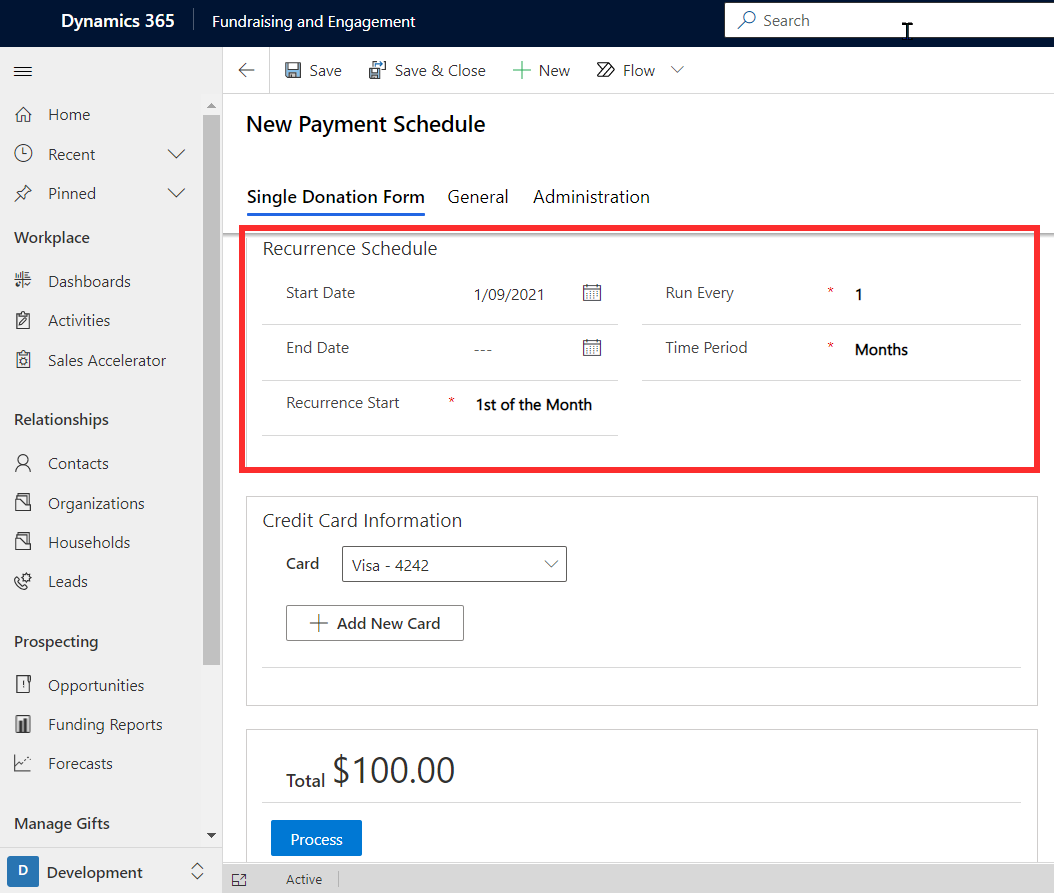 Dynamics 365 Fundraising and Engagement Search
Save Save & Close New Flow
Home
Recent
Pinned
Workplace
Dashboards
Activities
Sales Accelerator
Relationships
Contacts
Organizations
Households
Leads
Prospecting
Opportunities
Funding Reports
Forecasts
Manage Gifts
D Development
New Payment Schedule
Single Donation Form General Administration
Recurrence Schedule
Start Date 1/09/2021 Run Every * 1
End Date --- Time Period * Months
Recurrence Start * 1st of the Month
Credit Card Information
Card Visa - 4242
Add New Card
Total $100.00
Process
Active